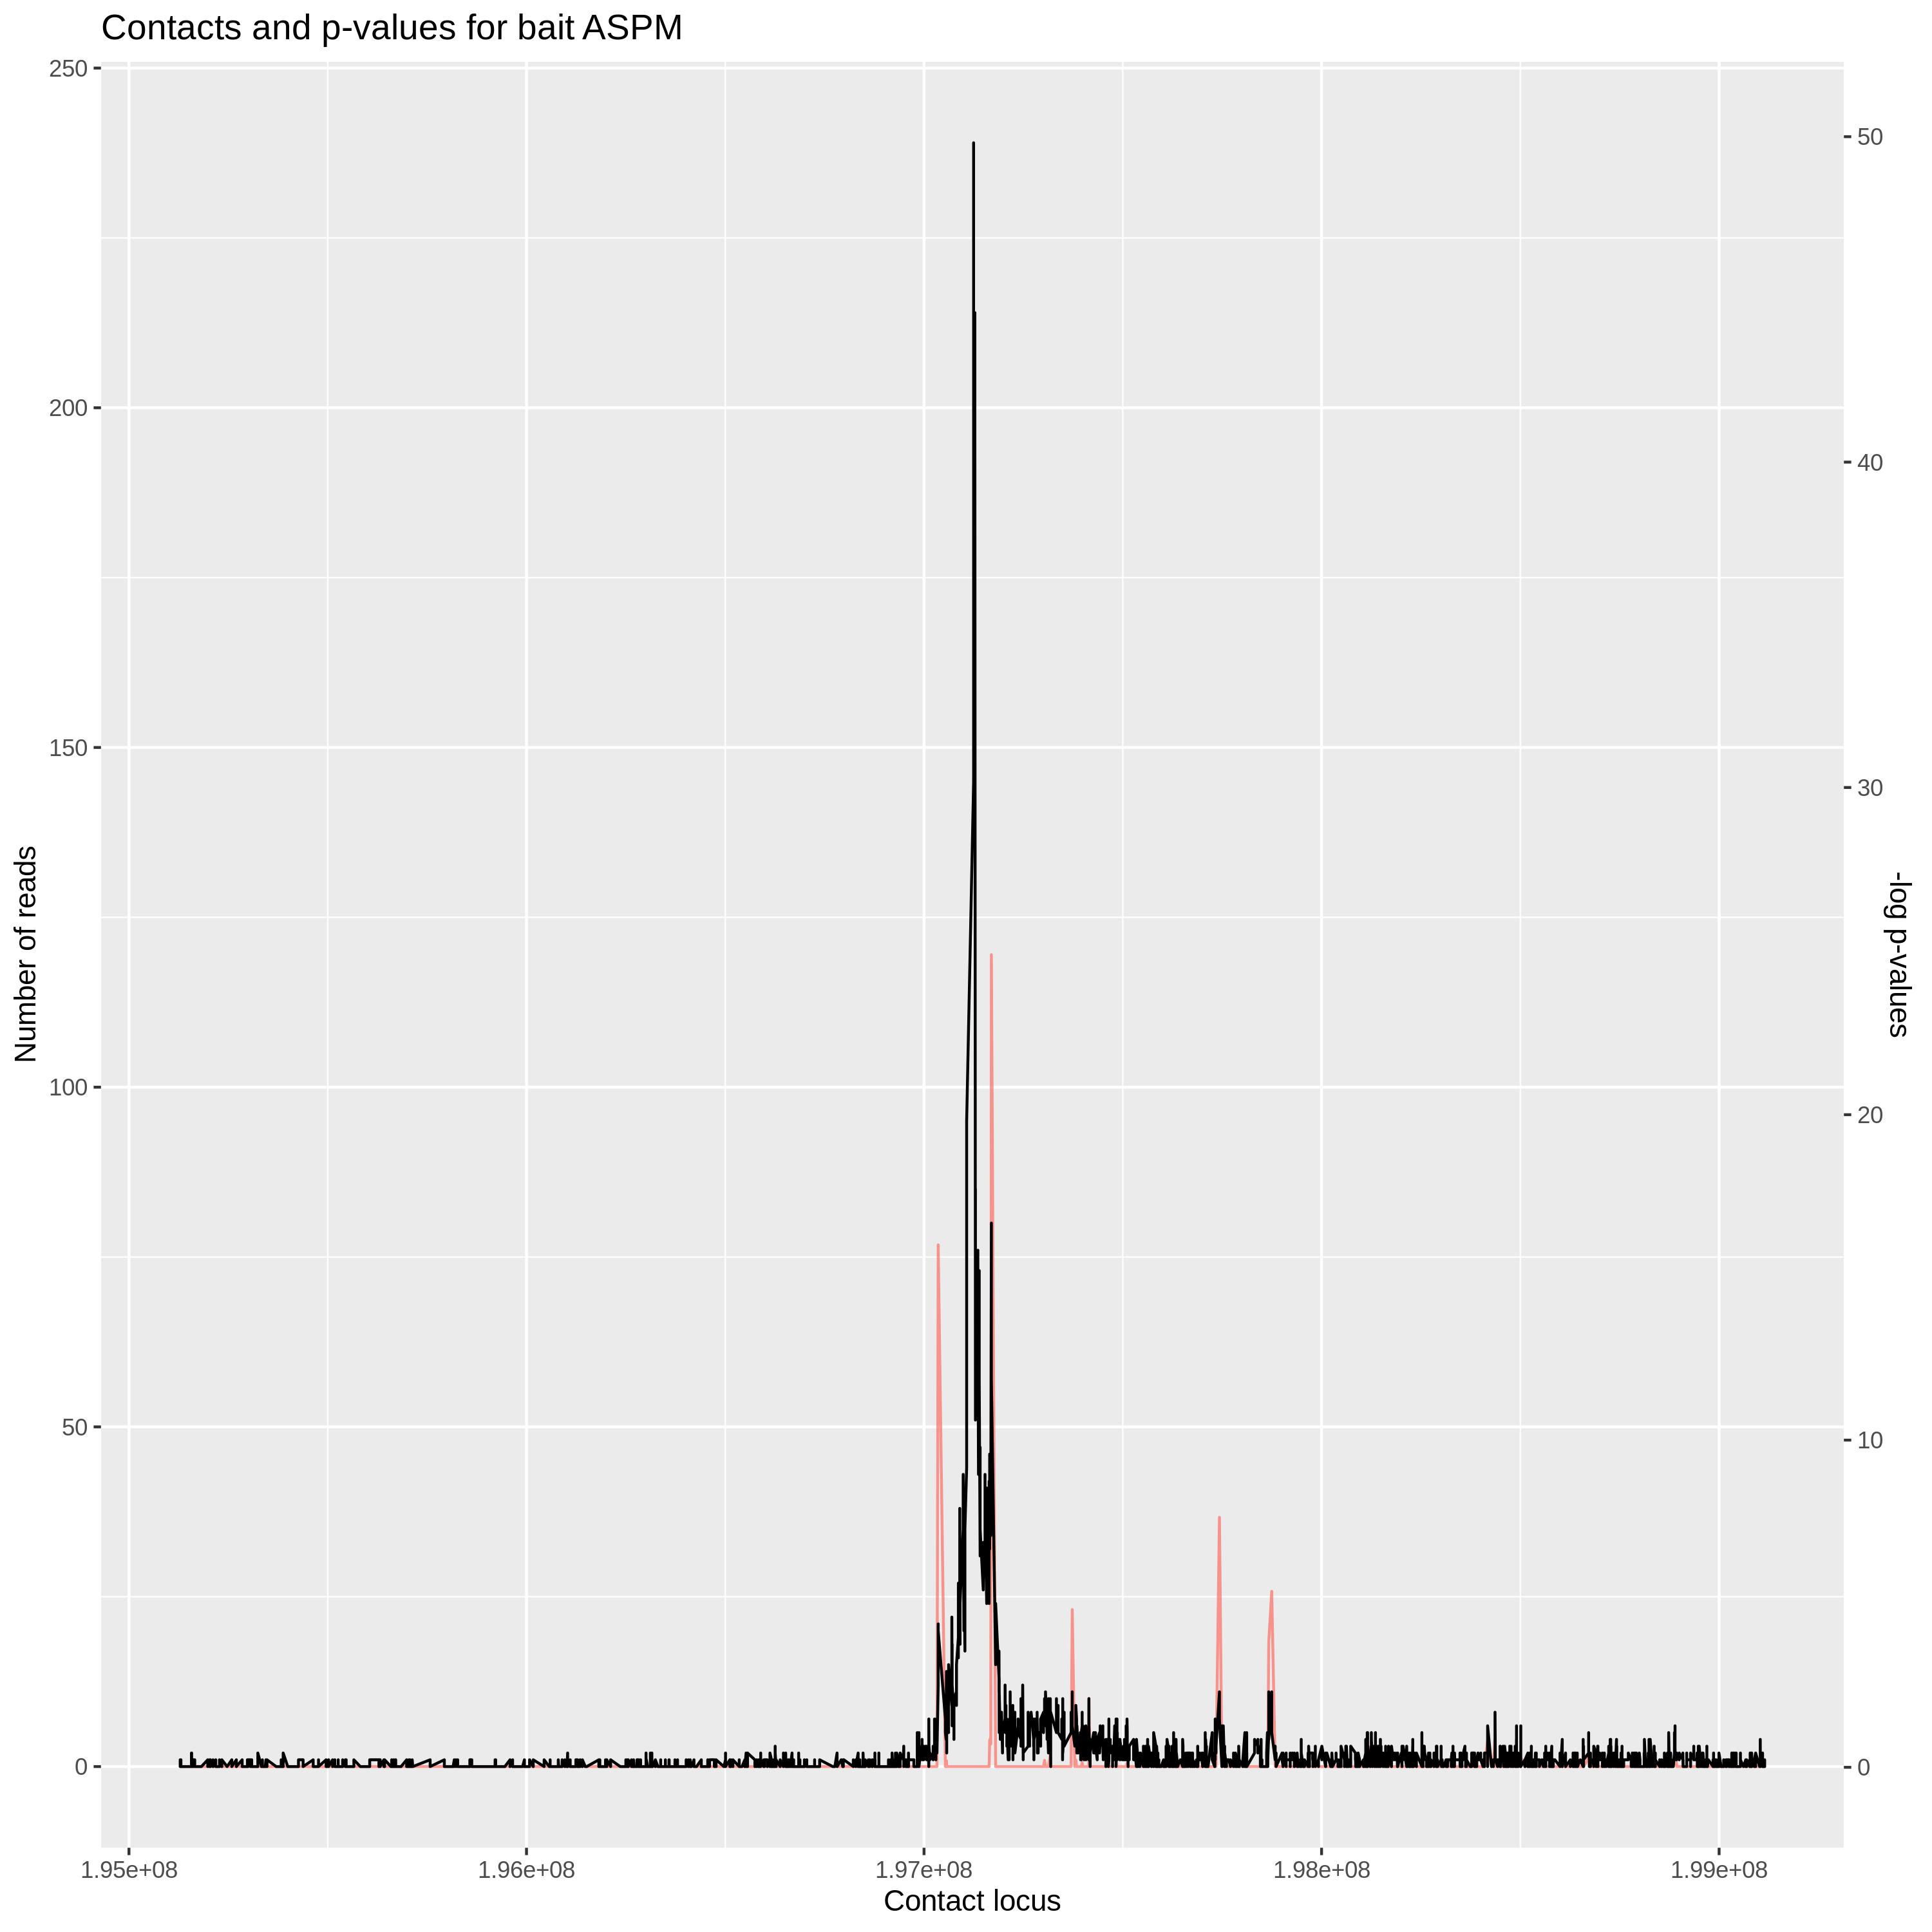 Contacts and p-values for bait ASPM
250
200
150
100
50
0
Number of reads
50
40
30
20
10
0
-log p-values
1.95e+08
1.96e+08
1.97e+08
1.98e+08
1.99e+08
Contact locus